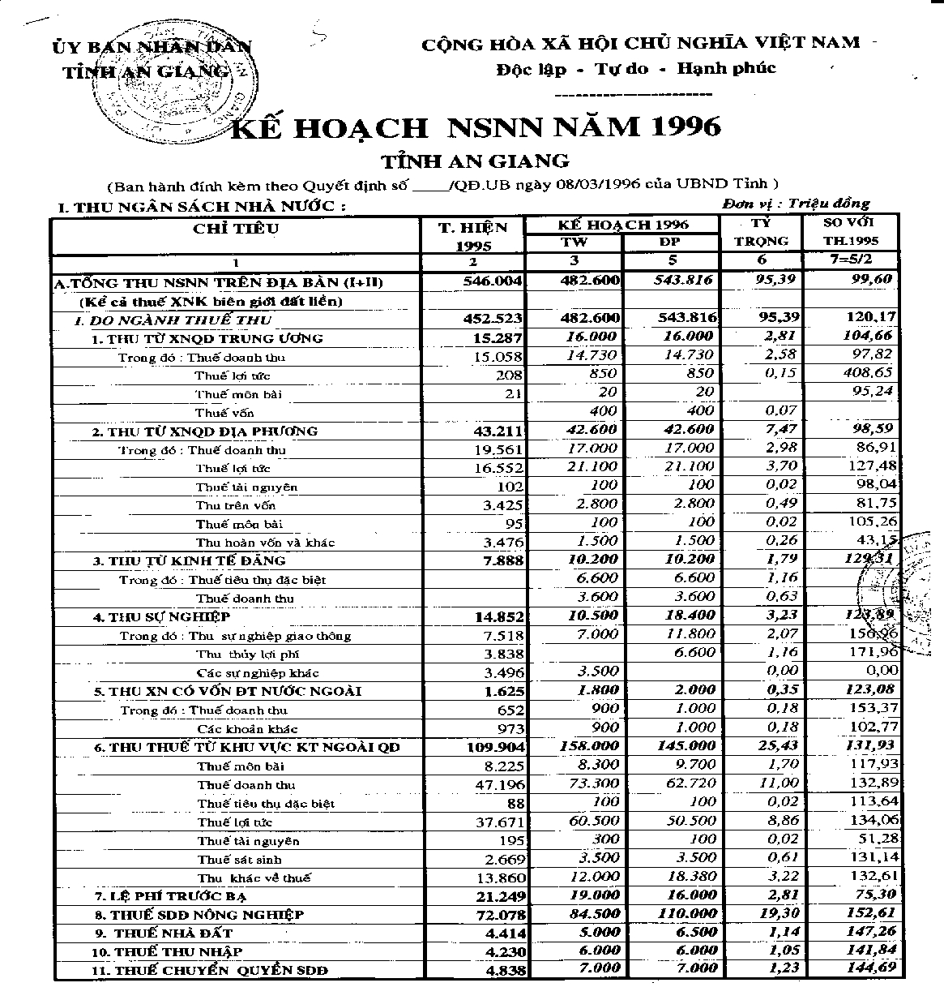 ỦY BAN NHÂN DÂN
TỈNH AN GIANG
CỘNG HÒA XÃ HỘI CHỦ NGHĨA VIỆT NAM
Độc lập - Tự do - Hạnh phúc
KẾ HOẠCH NSNN NĂM 1996
TỈNH AN GIANG
(Ban hành đính kèm theo Quyết định số ____/QĐ.UB ngày 08/03/1996 của UBND Tỉnh )
I. THU NGÂN SÁCH NHÀ NƯỚC : Đơn vị : Triệu đồng
CHỈ TIÊU T. HIỆN KẾ HOẠCH 1996 TỶ SO VỚI
1995 TW ĐP TRỌNG TH.1995
1 2 3 5 6 7=5/2
A.TỔNG THU NSNN TRÊN ĐỊA BÀN (I+II) 546.004 482.600 543.816 95,39 99,60
(Kể cả thuế XNK biên giới đất liền)
I. DO NGÀNH THUẾ THU 452.523 482.600 543.816 95,39 120,17
1. THU TỪ XNQD TRUNG ƯƠNG 15.287 16.000 16.000 2,81 104,66
Trong đó : Thuế doanh thu 15.058 14.730 14.730 2,58 97,82
Thuế lợi tức 208 850 850 0,15 408,65
Thuế môn bài 21 20 20 95,24
Thuế vốn 400 400 0,07
2. THU TỪ XNQD ĐỊA PHƯƠNG 43.211 42.600 42.600 7,47 98,59
Trong đó : Thuế doanh thu 19.561 17.000 17.000 2,98 86,91
Thuế lợi tức 16.552 21.100 21.100 3,70 127,48
Thuế tài nguyên 102 100 100 0,02 98,04
Thu trên vốn 3.425 2.800 2.800 0,49 81,75
Thuế môn bài 95 100 100 0,02 105,26
Thu hoàn vốn và khác 3.476 1.500 1.500 0,26 43,15
3. THU TỪ KINH TẾ ĐẢNG 7.888 10.200 10.200 1,79 129,31
Trong đó : Thuế tiêu thụ đặc biệt 6.600 6.600 1,16
Thuế doanh thu 3.600 3.600 0,63
4. THU SỰ NGHIỆP 14.852 10.500 18.400 3,23 123,89
Trong đó : Thu sự nghiệp giao thông 7.518 7.000 11.800 2,07 156,96
Thu thủy lợi phí 3.838 6.600 1,16 171,96
Các sự nghiệp khác 3.496 3.500 0,00 0,00
5. THU XN CÓ VỐN ĐT NƯỚC NGOÀI 1.625 1.800 2.000 0,35 123,08
Trong đó : Thuế doanh thu 652 900 1.000 0,18 153,37
Các khoản khác 973 900 1.000 0,18 102,77
6. THU THUẾ TỪ KHU VỰC KT NGOÀI QD 109.904 158.000 145.000 25,43 131,93
Thuế môn bài 8.225 8.300 9.700 1,70 117,93
Thuế doanh thu 47.196 73.300 62.720 11,00 132,89
Thuế tiêu thụ đặc biệt 88 100 100 0,02 113,64
Thuế lợi tức 37.671 60.500 50.500 8,86 134,06
Thuế tài nguyên 195 300 100 0,02 51,28
Thuế sát sinh 2.669 3.500 3.500 0,61 131,14
Thu khác về thuế 13.860 12.000 18.380 3,22 132,61
7. LỆ PHÍ TRƯỚC BẠ 21.249 19.000 16.000 2,81 75,30
8. THUẾ SDD NÔNG NGHIỆP 72.078 84.500 110.000 19,30 152,61
9. THUẾ NHÀ ĐẤT 4.414 5.000 6.500 1,14 147,26
10. THUẾ THU NHẬP 4.230 6.000 6.000 1,05 141,84
11. THUẾ CHUYỂN QUYỀN SDĐ 4.838 7.000 7.000 1,23 144,69